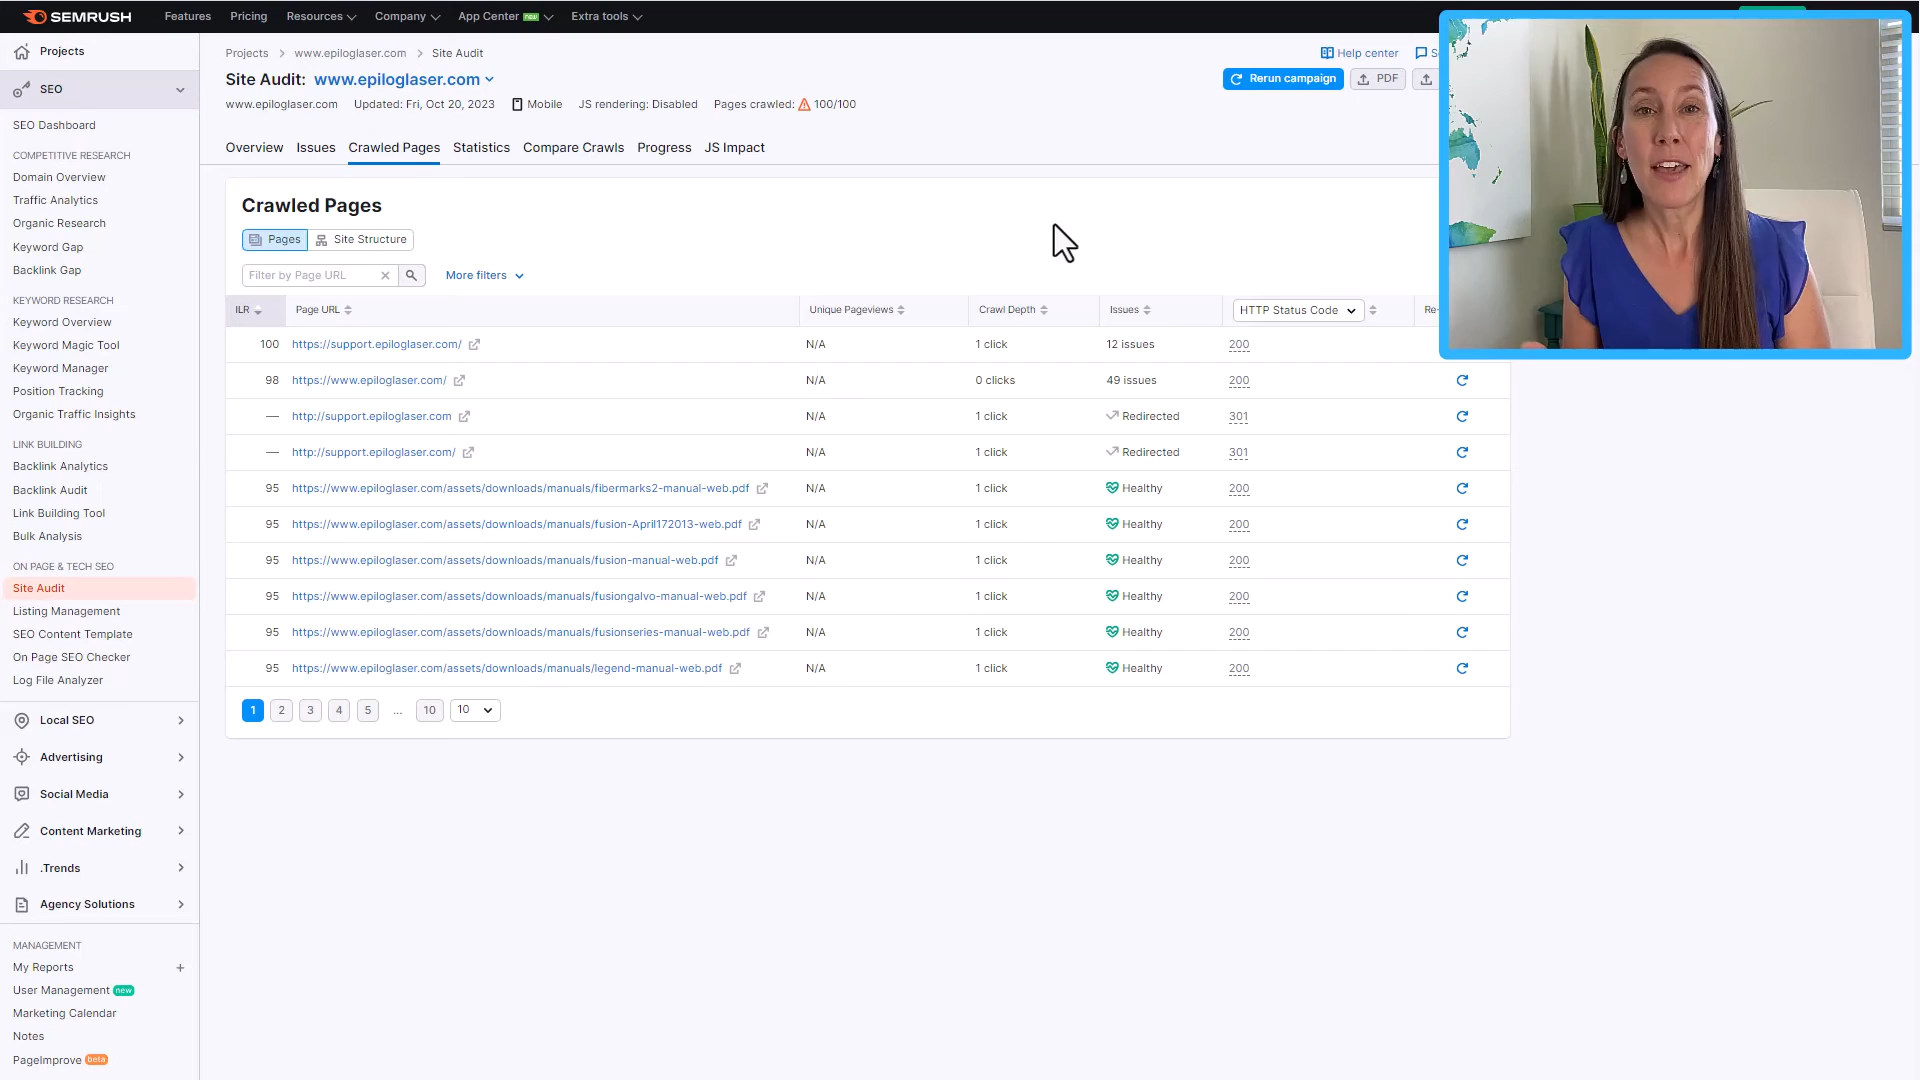 SEMRUSH Features Pricing Resources Company App Center new Extra tools
Projects
SEO
SEO Dashboard
COMPETITIVE RESEARCH
Domain Overview
Traffic Analytics
Organic Research
Keyword Gap
Backlink Gap
KEYWORD RESEARCH
Keyword Overview
Keyword Magic Tool
Keyword Manager
Position Tracking
Organic Traffic Insights
LINK BUILDING
Backlink Analytics
Backlink Audit
Link Building Tool
Bulk Analysis
ON PAGE & TECH SEO
Site Audit
Listing Management
SEO Content Template
On Page SEO Checker
Log File Analyzer
Local SEO
Advertising
Social Media
Content Marketing
.Trends
Agency Solutions
MANAGEMENT
My Reports +
User Management new
Marketing Calendar
Notes
PageImprove beta
Projects > www.epiloglaser.com > Site Audit Help center
Site Audit: www.epiloglaser.com Rerun campaign PDF
www.epiloglaser.com Updated: Fri, Oct 20, 2023 Mobile JS rendering: Disabled Pages crawled: 100/100
Overview Issues Crawled Pages Statistics Compare Crawls Progress JS Impact
Crawled Pages
Pages Site Structure
Filter by Page URL More filters
ILR Page URL Unique Pageviews Crawl Depth Issues HTTP Status Code Re-
100 https://support.epiloglaser.com/ N/A 1 click 12 issues 200
98 https://www.epiloglaser.com/ N/A 0 clicks 49 issues 200
— http://support.epiloglaser.com N/A 1 click Redirected 301
— http://support.epiloglaser.com/ N/A 1 click Redirected 301
95 https://www.epiloglaser.com/assets/downloads/manuals/fibermarks2-manual-web.pdf N/A 1 click Healthy 200
95 https://www.epiloglaser.com/assets/downloads/manuals/fusion-April172013-web.pdf N/A 1 click Healthy 200
95 https://www.epiloglaser.com/assets/downloads/manuals/fusion-manual-web.pdf N/A 1 click Healthy 200
95 https://www.epiloglaser.com/assets/downloads/manuals/fusiongalvo-manual-web.pdf N/A 1 click Healthy 200
95 https://www.epiloglaser.com/assets/downloads/manuals/fusionseries-manual-web.pdf N/A 1 click Healthy 200
95 https://www.epiloglaser.com/assets/downloads/manuals/legend-manual-web.pdf N/A 1 click Healthy 200
1 2 3 4 5 ... 10 10